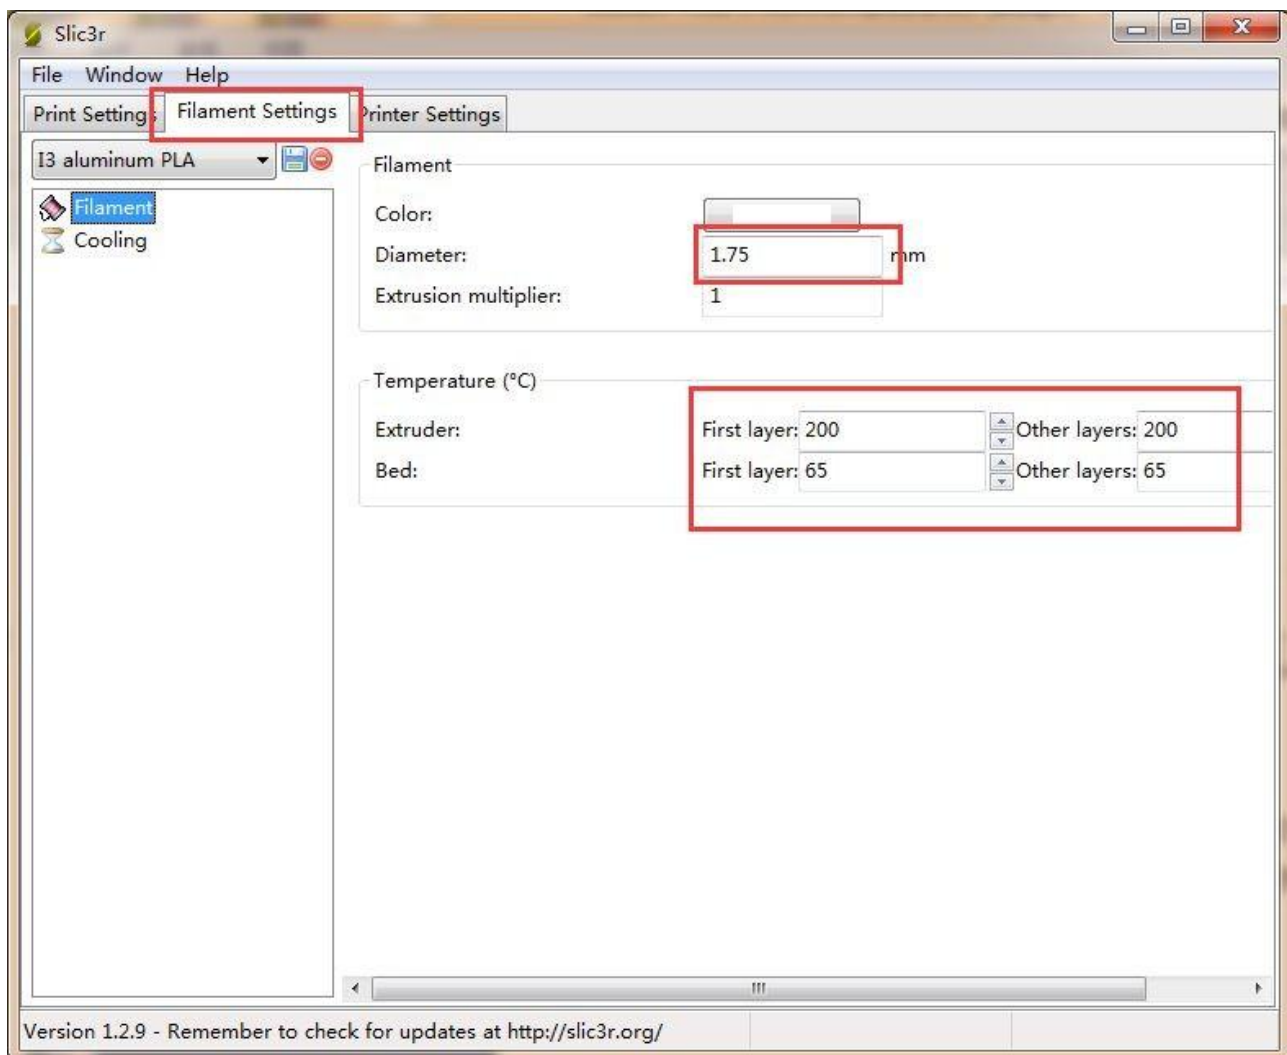 Slic3r
File Window Help
Print Settings Filament Settings Printer Settings
I3 aluminum PLA
Filament
Cooling
Filament
Color:
Diameter: 1.75 mm
Extrusion multiplier: 1
Temperature (°C)
Extruder: First layer: 200 Other layers: 200
Bed: First layer: 65 Other layers: 65
Version 1.2.9 - Remember to check for updates at http://slic3r.org/